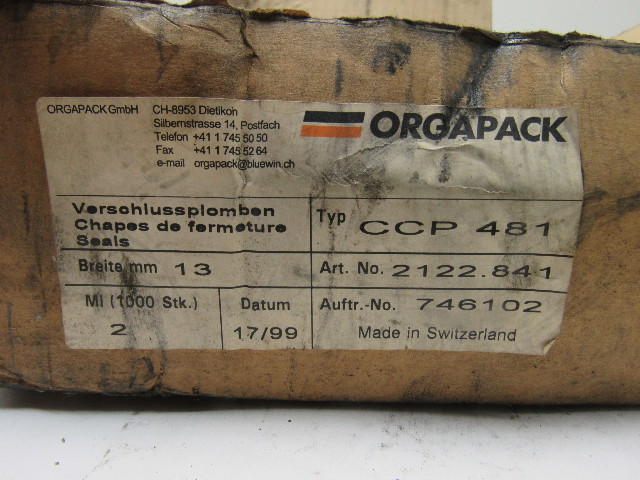 ORGAPACK GmbH CH-8953 Dietikon
Silbernstrasse 14, Postfach
Telefon +41 1 745 50 50
Fax +41 1 745 52 64
e-mail orgapack@bluewin.ch
ORGAPACK
Verschlussplomben
Chapes de fermeture
Seals
Typ CCP 481
Breite mm 13
Art. No. 2122.841
MI (1000 Stk.)
2
Datum
17/99
Auftr.-No. 746102
Made in Switzerland